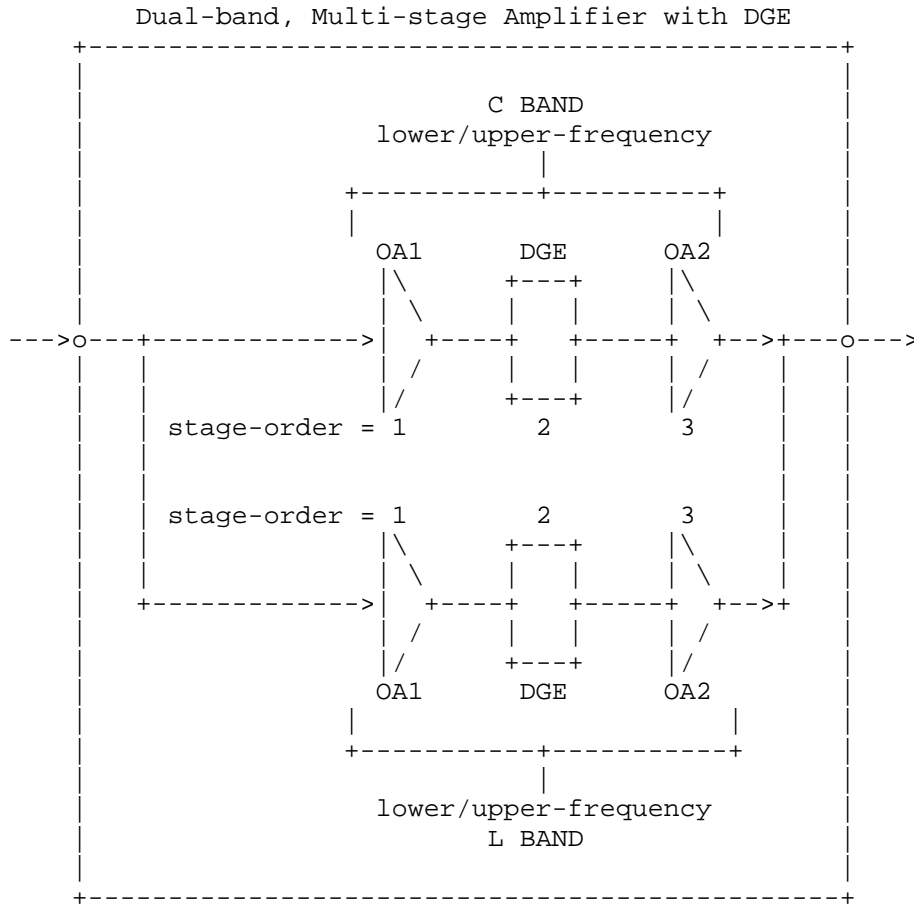 Dual-band, Multi-stage Amplifier with DGE
C BAND
lower/upper-frequency
OA1 DGE OA2
stage-order = 1 2 3
stage-order = 1 2 3
OA1 DGE OA2
lower/upper-frequency
L BAND